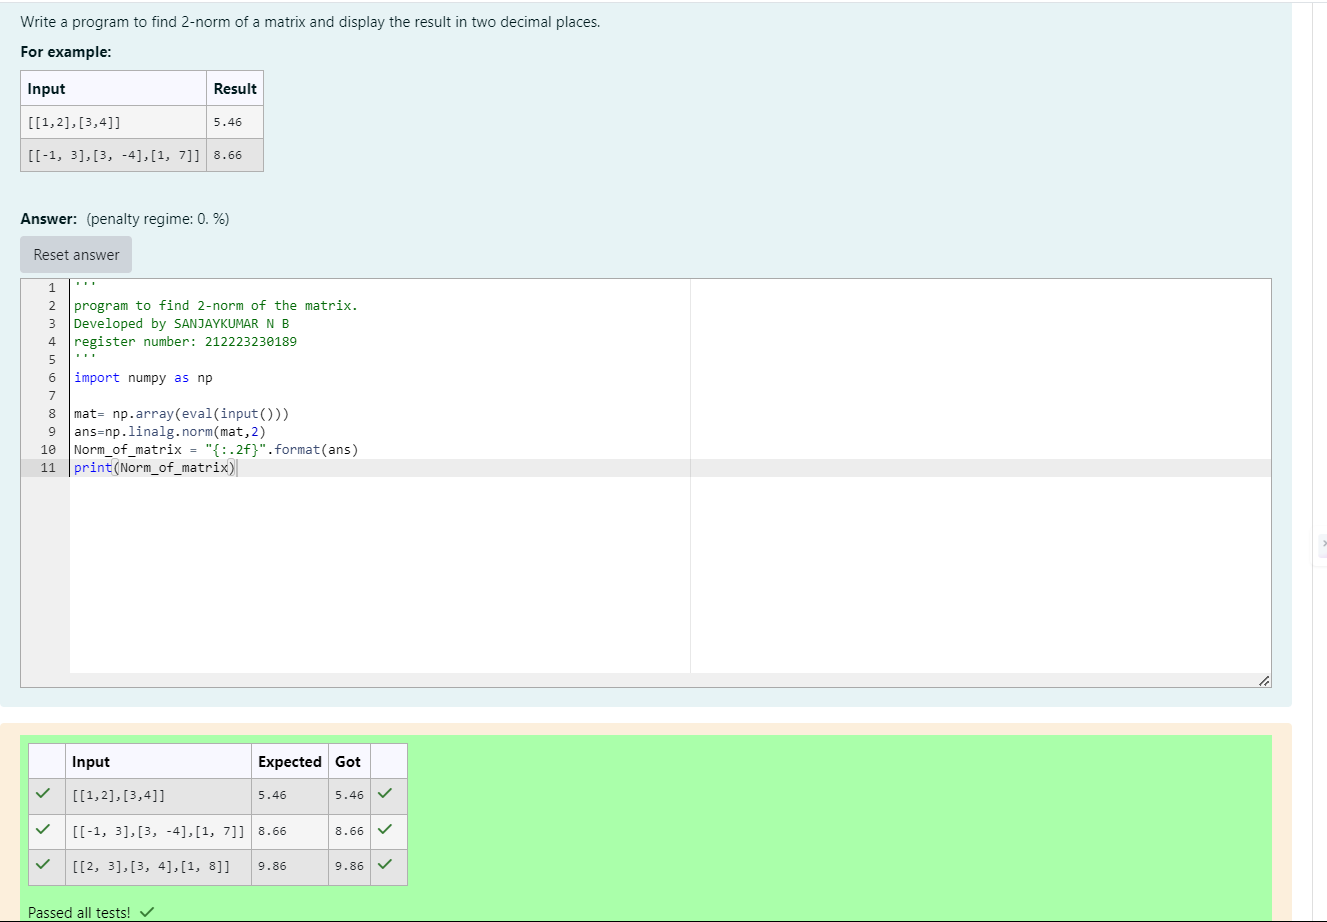 Write a program to find 2-norm of a matrix and display the result in two decimal places.
For example:
Input Result
[[1,2],[3,4]] 5.46
[[-1, 3],[3, -4],[1, 7]] 8.66
Answer: (penalty regime: 0. %)
Reset answer
1 '''
2 program to find 2-norm of the matrix.
3 Developed by SANJAYKUMAR N B
4 register number: 212223230189
5 '''
6 import numpy as np
7
8 mat= np.array(eval(input()))
9 ans=np.linalg.norm(mat,2)
10 Norm_of_matrix = "{:.2f}".format(ans)
11 print(Norm_of_matrix)
Input Expected Got
[[1,2],[3,4]] 5.46 5.46
[[-1, 3],[3, -4],[1, 7]] 8.66 8.66
[[2, 3],[3, 4],[1, 8]] 9.86 9.86
Passed all tests!